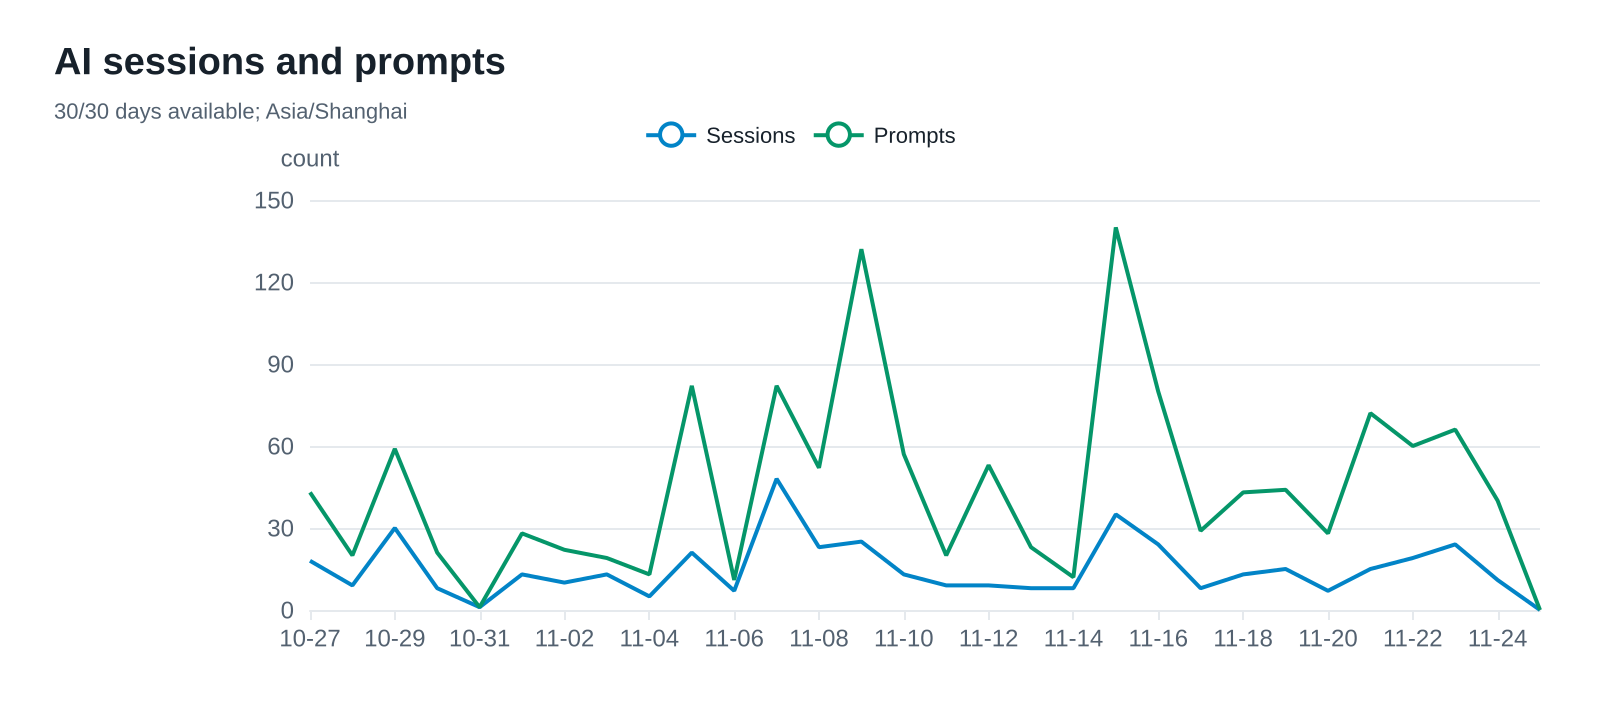 AI sessions and prompts
30/30 days available; Asia/Shanghai
Sessions Prompts
count
150
120
90
60
30
0
10-27 10-29 10-31 11-02 11-04 11-06 11-08 11-10 11-12 11-14 11-16 11-18 11-20 11-22 11-24